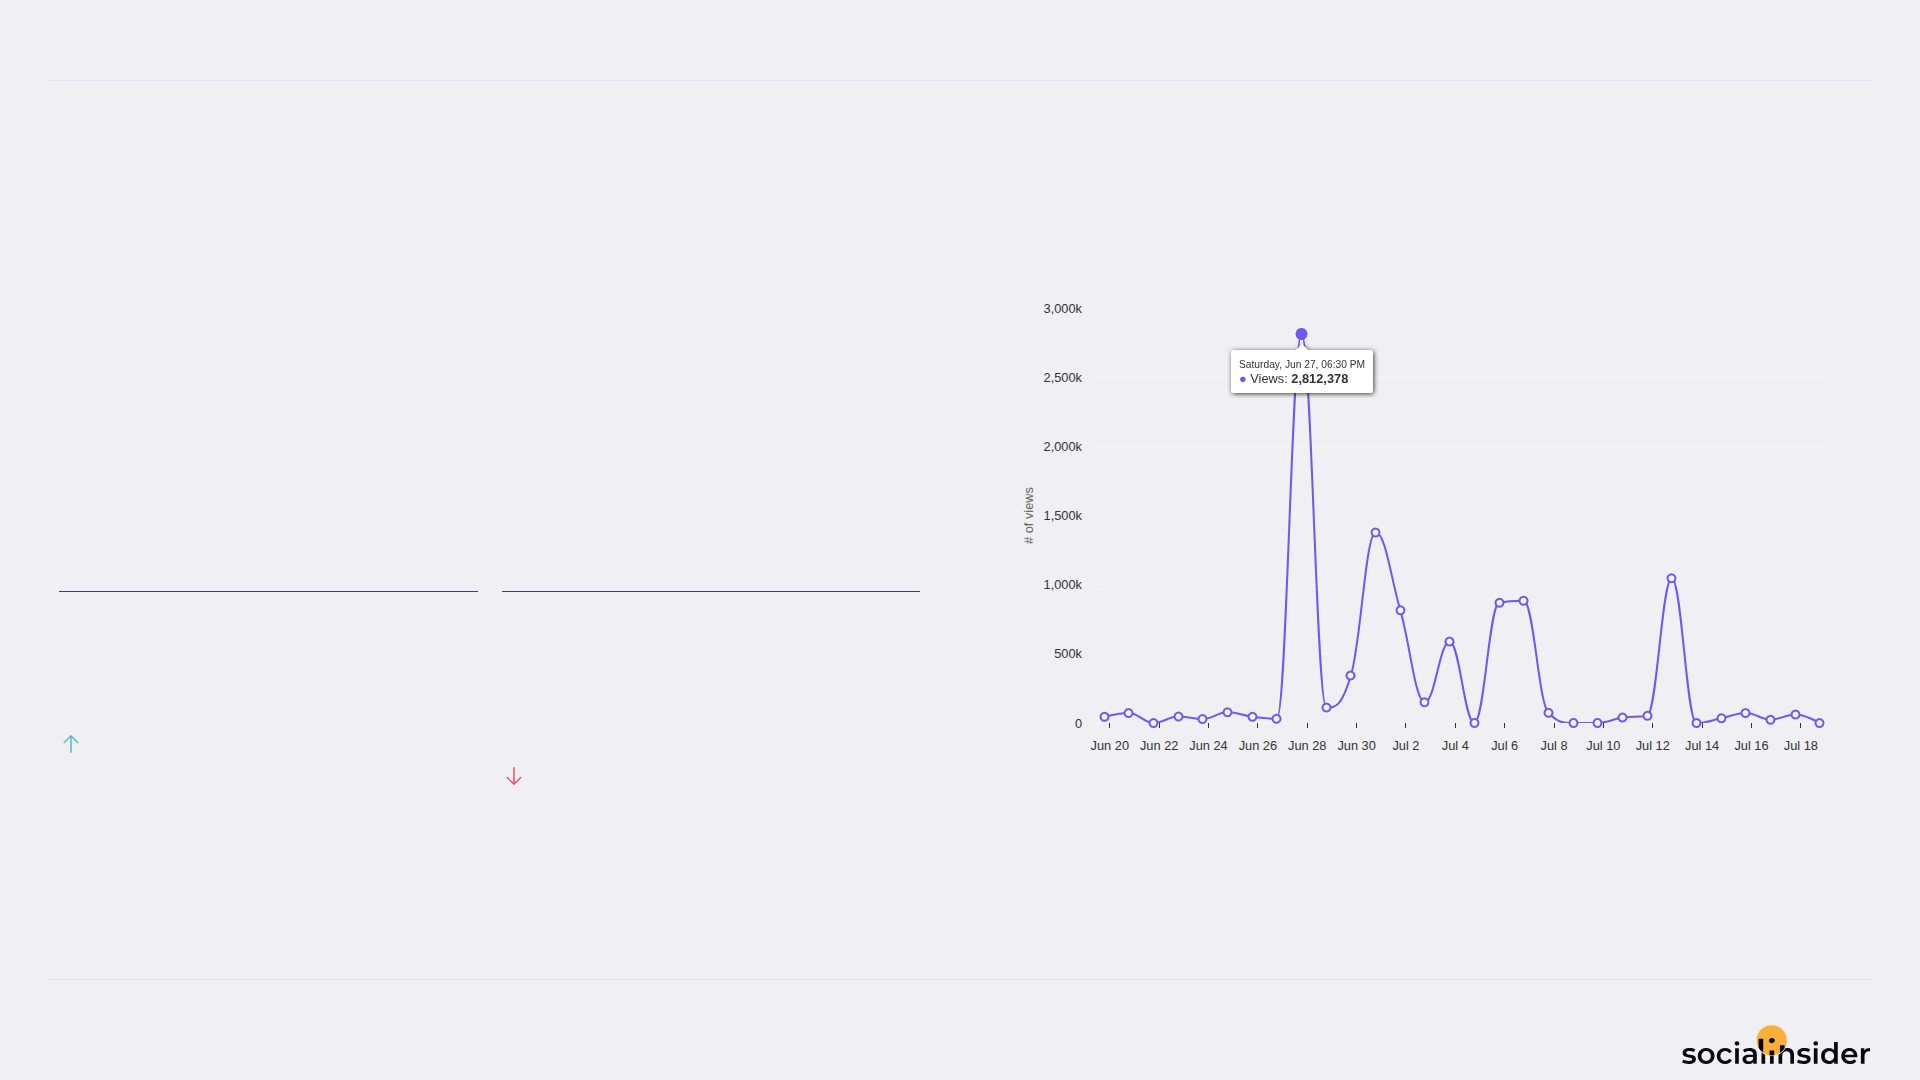 3,000k
Saturday, Jun 27, 06:30 PM
● Views: 2,812,378
2,500k
2,000k
1,500k
# of views
1,000k
500k
0
Jun 20 Jun 22 Jun 24 Jun 26 Jun 28 Jun 30 Jul 2 Jul 4 Jul 6 Jul 8 Jul 10 Jul 12 Jul 14 Jul 16 Jul 18
socialinsider